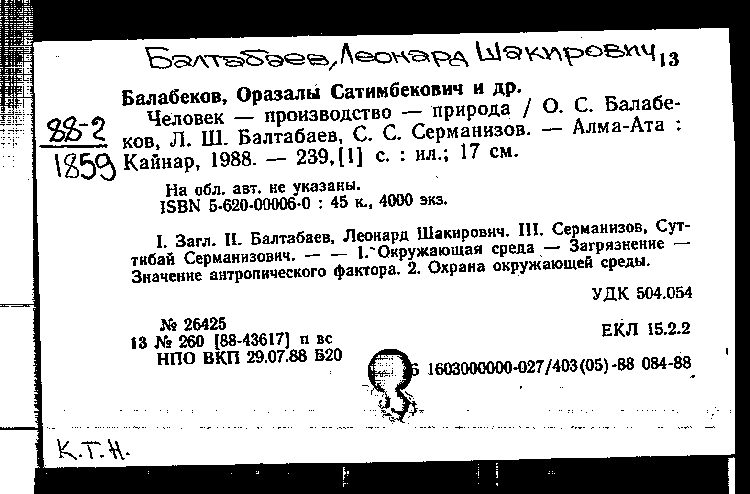 Балтабаев, Леонард Шакирович 13
Балабеков, Оразалы Сатимбекович и др.
Человек — производство — природа / О. С. Балабе-
88-2 ков, Л. Ш. Балтабаев, С. С. Серманизов. — Алма-Ата :
1859 Кайнар, 1988. — 239,[1] с. : ил.; 17 см.
На обл. авт. не указаны.
ISBN 5-620-00006-0 : 45 к., 4000 экз.
I. Загл. II. Балтабаев, Леонард Шакирович. III. Серманизов, Сут-
тибай Серманизович. — — 1. Окружающая среда — Загрязнение —
Значение антропического фактора. 2. Охрана окружающей среды.
УДК 504.054
№ 26425
13 № 260 [88-43617] п вс ЕКЛ 15.2.2
НПО ВКП 29.07.88 Б20
Б 1603000000-027/403(05)-88 084-88
К.Т.Н.